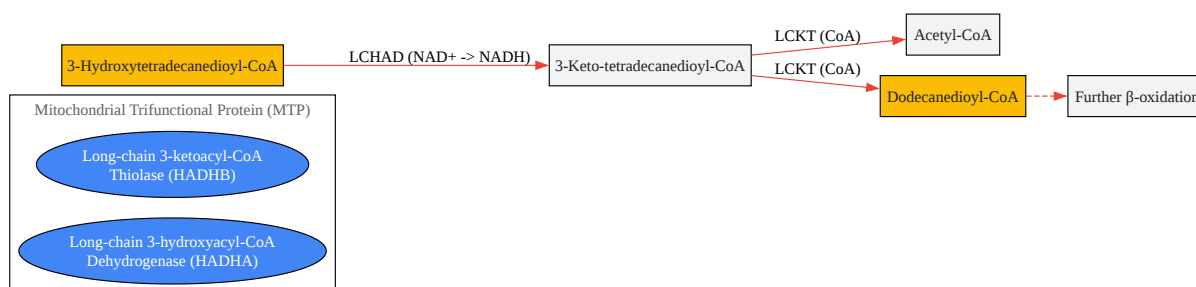 3-Hydroxytetradecanedioyl-CoA
LCHAD (NAD+ -> NADH)
3-Keto-tetradecanedioyl-CoA
LCKT (CoA)
Acetyl-CoA
LCKT (CoA)
Dodecanedioyl-CoA
Further β-oxidation
Mitochondrial Trifunctional Protein (MTP)
Long-chain 3-ketoacyl-CoA
Thiolase (HADHB)
Long-chain 3-hydroxyacyl-CoA
Dehydrogenase (HADHA)